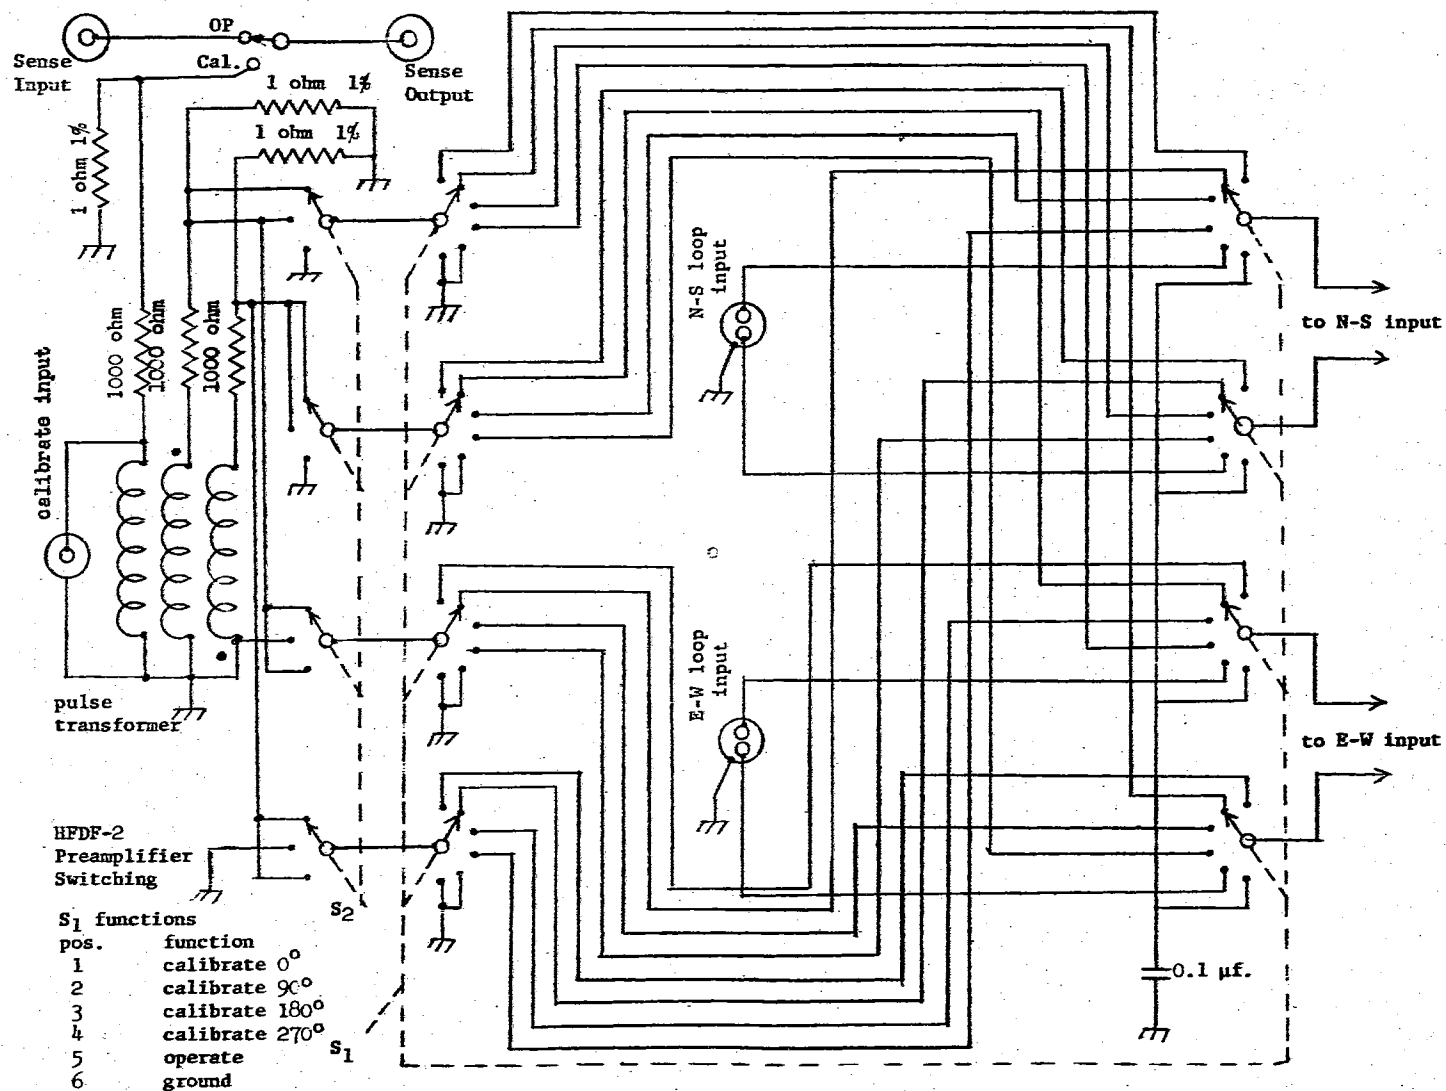 OP
Sense
Input
Cal.
Sense
Output
1 ohm 1%
1 ohm 1%
1 ohm 1%
1000 ohm
1000 ohm
1000 ohm
calibrate input
N-S loop
input
to N-S input
E-W loop
input
to E-W input
pulse
transformer
HFDF-2
Preamplifier
Switching
S2
S1 functions
pos. function
1 calibrate 0°
2 calibrate 90°
3 calibrate 180°
4 calibrate 270°
5 operate
6 ground
S1
0.1 µf.